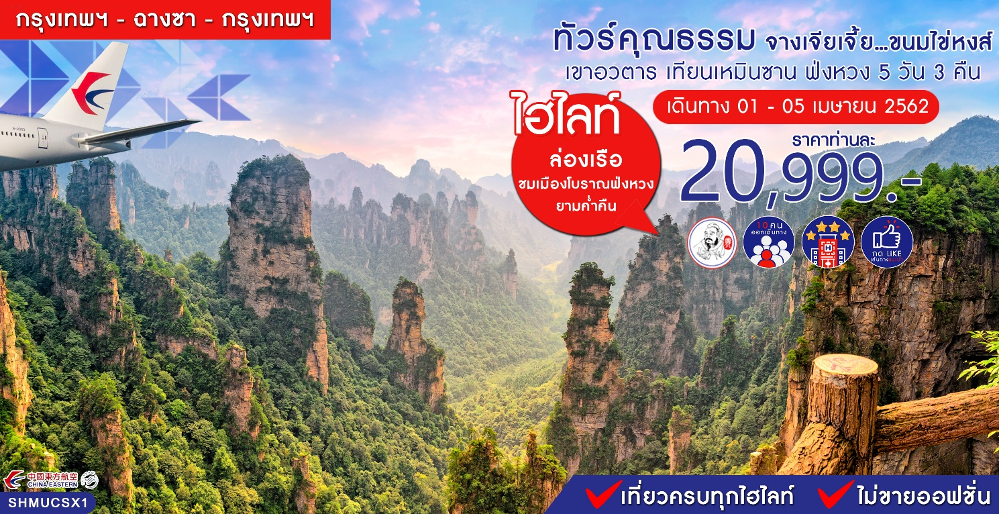 กรุงเทพฯ - ฉางซา - กรุงเทพฯ
ทัวร์คุณธรรม จางเจียเจี้ย...ขนมไข่หงส์
เขาอวตาร เทียนเหมินซาน ฟ่งหวง 5 วัน 3 คืน
เดินทาง 01 - 05 เมษายน 2562
ไฮไลท์
ล่องเรือ
ชมเมืองโบราณฟ่งหวง
ยามค่ำคืน
ราคาท่านละ
20,999.-
10 คน
ออกเดินทาง
H
กด LiKE
B-2003
中國東方航空
CHINA EASTERN
SHMUCSX1
เที่ยวครบทุกไฮไลท์
ไม่ขายออฟชั่น